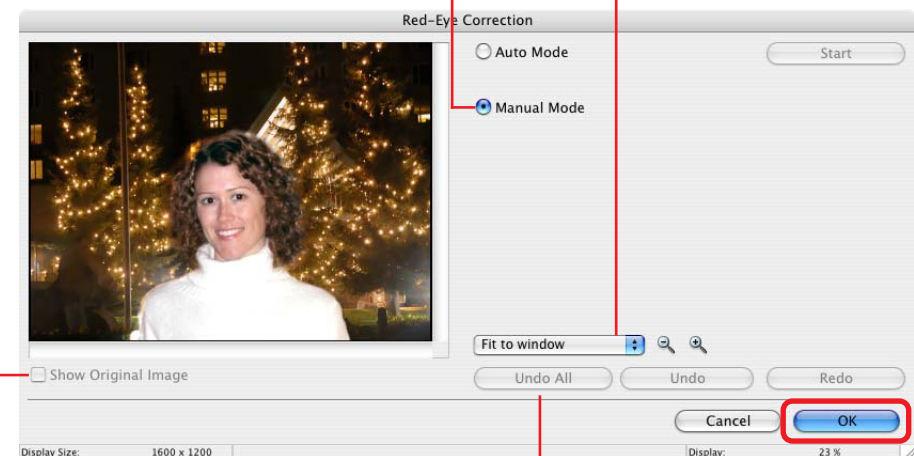 Red-Eye Correction
Auto Mode
Start
Manual Mode
Fit to window
Show Original Image
Undo All
Undo
Redo
Cancel
OK
Display Size: 1600 x 1200
Display: 23 %